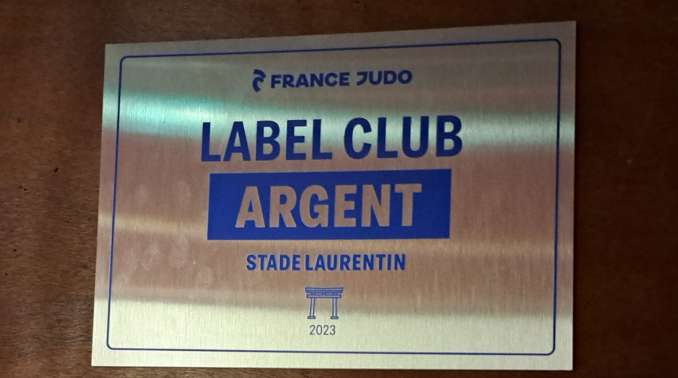 FRANCE JUDO
LABEL CLUB
ARGENT
STADE LAURENTIN
2023